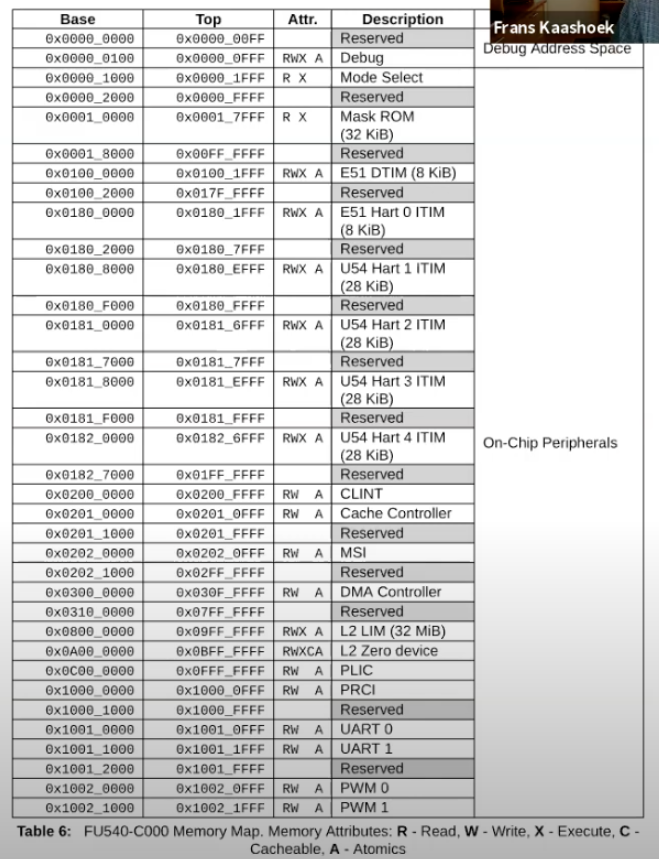 Base Top Attr. Description
Frans Kaashoek
0x0000_0000 0x0000_00FF Reserved
Debug Address Space
0x0000_0100 0x0000_0FFF RWX A Debug
0x0000_1000 0x0000_1FFF R X Mode Select
0x0000_2000 0x0000_FFFF Reserved
0x0001_0000 0x0001_7FFF R X Mask ROM
(32 KiB)
0x0001_8000 0x00FF_FFFF Reserved
0x0100_0000 0x0100_1FFF RWX A E51 DTIM (8 KiB)
0x0100_2000 0x017F_FFFF Reserved
0x0180_0000 0x0180_1FFF RWX A E51 Hart 0 ITIM
(8 KiB)
0x0180_2000 0x0180_7FFF Reserved
0x0180_8000 0x0180_EFFF RWX A U54 Hart 1 ITIM
(28 KiB)
0x0180_F000 0x0180_FFFF Reserved
0x0181_0000 0x0181_6FFF RWX A U54 Hart 2 ITIM
(28 KiB)
0x0181_7000 0x0181_7FFF Reserved
0x0181_8000 0x0181_EFFF RWX A U54 Hart 3 ITIM
(28 KiB)
0x0181_F000 0x0181_FFFF Reserved
0x0182_0000 0x0182_6FFF RWX A U54 Hart 4 ITIM
(28 KiB)
On-Chip Peripherals
0x0182_7000 0x01FF_FFFF Reserved
0x0200_0000 0x0200_FFFF RW A CLINT
0x0201_0000 0x0201_0FFF RW A Cache Controller
0x0201_1000 0x0201_FFFF Reserved
0x0202_0000 0x0202_0FFF RW A MSI
0x0202_1000 0x02FF_FFFF Reserved
0x0300_0000 0x030F_FFFF RW A DMA Controller
0x0310_0000 0x07FF_FFFF Reserved
0x0800_0000 0x09FF_FFFF RWX A L2 LIM (32 MiB)
0x0A00_0000 0x0BFF_FFFF RWXCA L2 Zero device
0x0C00_0000 0x0FFF_FFFF RW A PLIC
0x1000_0000 0x1000_0FFF RW A PRCI
0x1000_1000 0x1000_FFFF Reserved
0x1001_0000 0x1001_0FFF RW A UART 0
0x1001_1000 0x1001_1FFF RW A UART 1
0x1001_2000 0x1001_FFFF Reserved
0x1002_0000 0x1002_0FFF RW A PWM 0
0x1002_1000 0x1002_1FFF RW A PWM 1
Table 6: FU540-C000 Memory Map. Memory Attributes: R - Read, W - Write, X - Execute, C -
Cacheable, A - Atomics